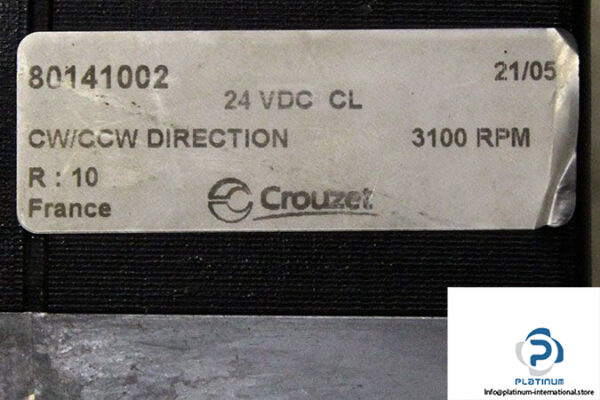 80141002 21/05
24 VDC CL
CW/CCW DIRECTION 3100 RPM
R : 10
France Crouzet
PLATINUM
Info@platinum-international.store